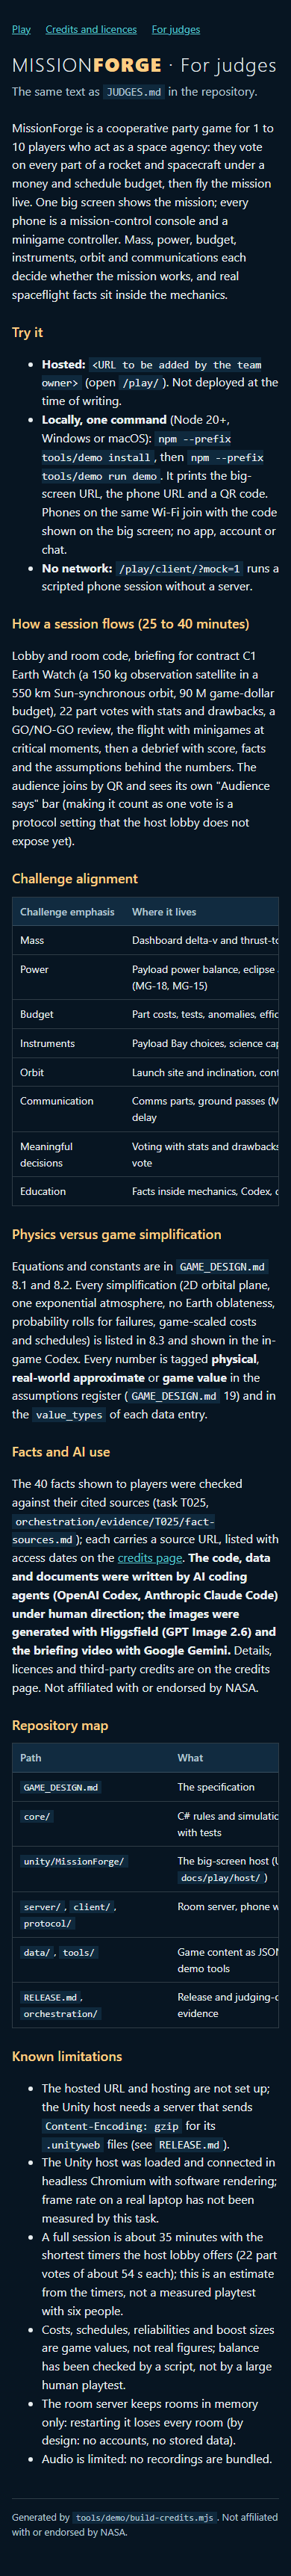 Play Credits and licences For judges
MISSIONFORGE · For judges
The same text as JUDGES.md in the repository.
MissionForge is a cooperative party game for 1 to
10 players who act as a space agency: they vote
on every part of a rocket and spacecraft under a
money and schedule budget, then fly the mission
live. One big screen shows the mission; every
phone is a mission-control console and a
minigame controller. Mass, power, budget,
instruments, orbit and communications each
decide whether the mission works, and real
spaceflight facts sit inside the mechanics.
Try it
• Hosted: <URL to be added by the team
owner> (open /play/). Not deployed at the
time of writing.
• Locally, one command (Node 20+,
Windows or macOS): npm --prefix
tools/demo install, then npm --prefix
tools/demo run demo. It prints the big-
screen URL, the phone URL and a QR code.
Phones on the same Wi-Fi join with the code
shown on the big screen; no app, account or
chat.
• No network: /play/client/?mock=1 runs a
scripted phone session without a server.
How a session flows (25 to 40 minutes)
Lobby and room code, briefing for contract C1
Earth Watch (a 150 kg observation satellite in a
550 km Sun-synchronous orbit, 90 M game-dollar
budget), 22 part votes with stats and drawbacks, a
GO/NO-GO review, the flight with minigames at
critical moments, then a debrief with score, facts
and the assumptions behind the numbers. The
audience joins by QR and sees its own "Audience
says" bar (making it count as one vote is a
protocol setting that the host lobby does not
expose yet).
Challenge alignment
Challenge emphasis Where it lives
Mass Dashboard delta-v and thrust-to
Power Payload power balance, eclipse
(MG-18, MG-15)
Budget Part costs, tests, anomalies, effic
Instruments Payload Bay choices, science cap
Orbit Launch site and inclination, cont
Communication Comms parts, ground passes (M
delay
Meaningful
decisions Voting with stats and drawbacks
vote
Education Facts inside mechanics, Codex, c
Physics versus game simplification
Equations and constants are in GAME_DESIGN.md
8.1 and 8.2. Every simplification (2D orbital plane,
one exponential atmosphere, no Earth oblateness,
probability rolls for failures, game-scaled costs
and schedules) is listed in 8.3 and shown in the in-
game Codex. Every number is tagged physical,
real-world approximate or game value in the
assumptions register (GAME_DESIGN.md 19) and in
the value_types of each data entry.
Facts and AI use
The 40 facts shown to players were checked
against their cited sources (task T025,
orchestration/evidence/T025/fact-
sources.md); each carries a source URL, listed with
access dates on the credits page. The code, data
and documents were written by AI coding
agents (OpenAI Codex, Anthropic Claude Code)
under human direction; the images were
generated with Higgsfield (GPT Image 2.6) and
the briefing video with Google Gemini. Details,
licences and third-party credits are on the credits
page. Not affiliated with or endorsed by NASA.
Repository map
Path What
GAME_DESIGN.md The specification
core/ C# rules and simulatio
with tests
unity/MissionForge/ The big-screen host (U
docs/play/host/)
server/, client/,
protocol/ Room server, phone w
data/, tools/ Game content as JSON
demo tools
RELEASE.md,
orchestration/ Release and judging-c
evidence
Known limitations
• The hosted URL and hosting are not set up;
the Unity host needs a server that sends
Content-Encoding: gzip for its
.unityweb files (see RELEASE.md).
• The Unity host was loaded and connected in
headless Chromium with software rendering;
frame rate on a real laptop has not been
measured by this task.
• A full session is about 35 minutes with the
shortest timers the host lobby offers (22 part
votes of about 54 s each); this is an estimate
from the timers, not a measured playtest
with six people.
• Costs, schedules, reliabilities and boost sizes
are game values, not real figures; balance
has been checked by a script, not by a large
human playtest.
• The room server keeps rooms in memory
only: restarting it loses every room (by
design: no accounts, no stored data).
• Audio is limited: no recordings are bundled.
Generated by tools/demo/build-credits.mjs. Not affiliated
with or endorsed by NASA.